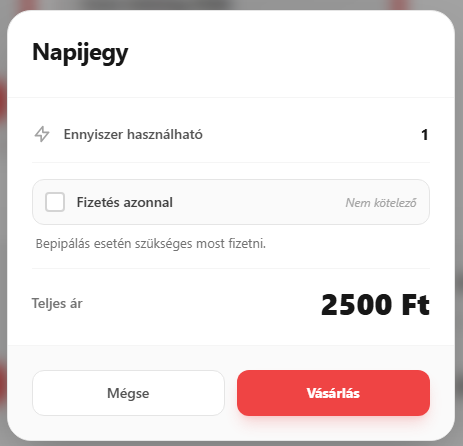 Napijegy
Ennyiszer használható 1
Fizetés azonnal Nem kötelező
Bepipálás esetén szükséges most fizetni.
Teljes ár 2500 Ft
Mégse Vásárlás